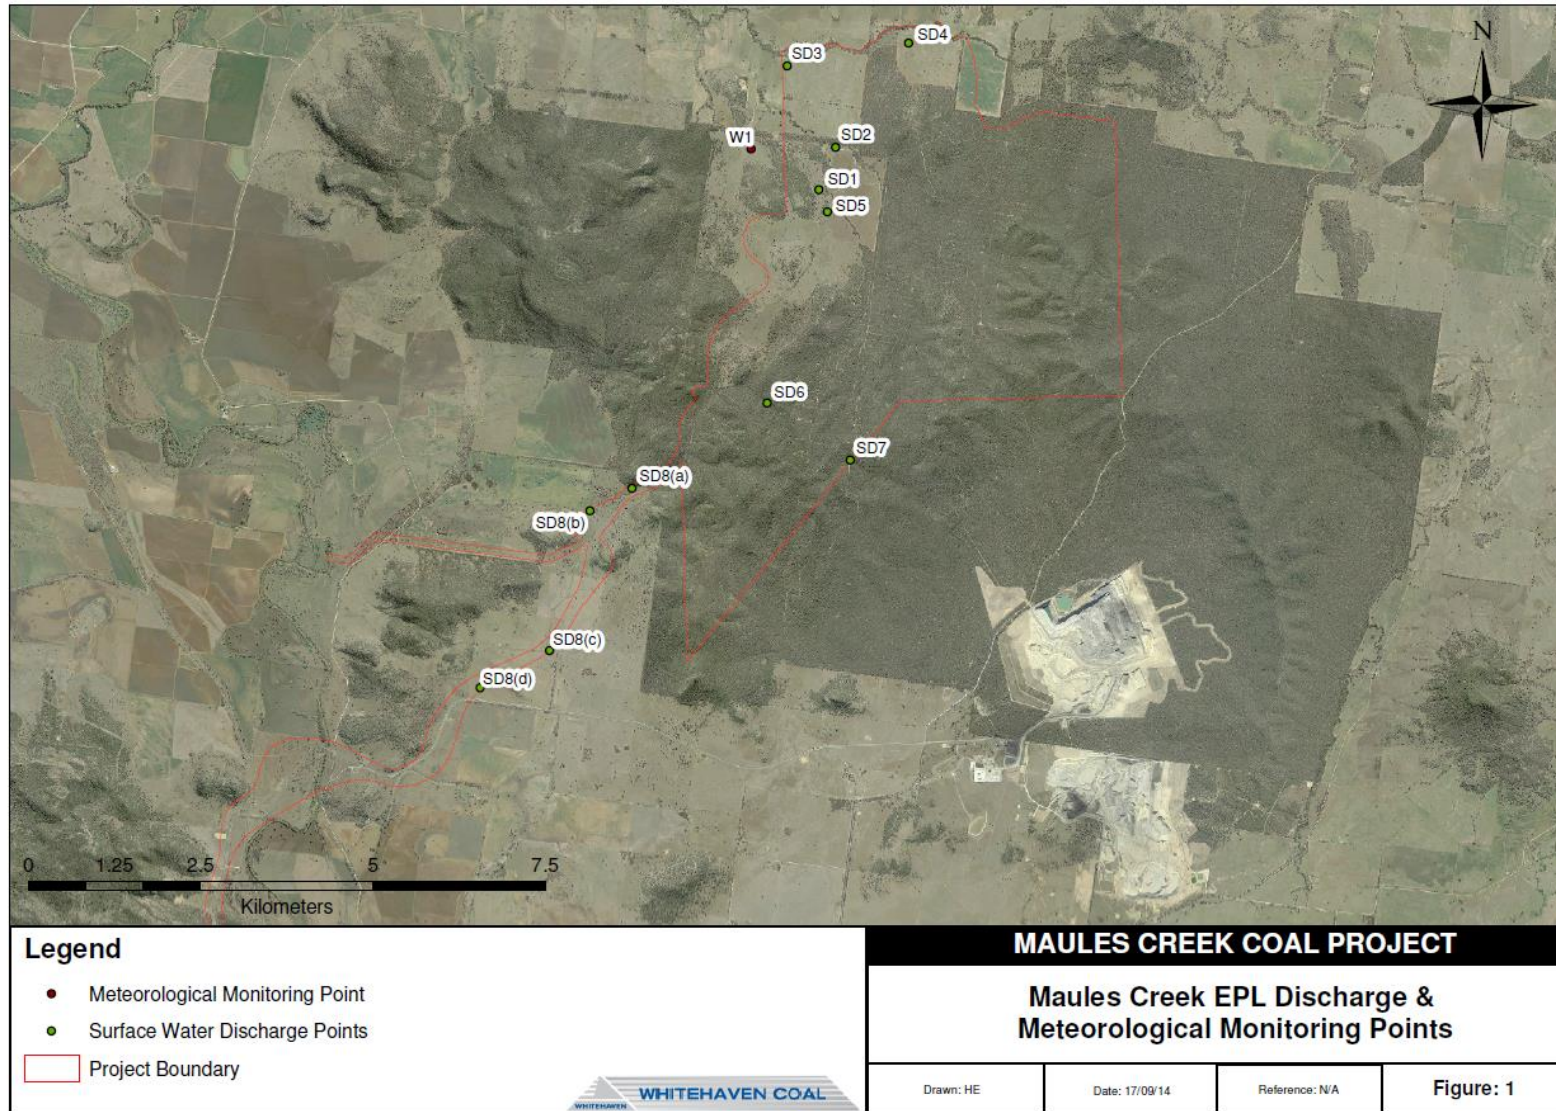 SD4
N
SD3
W1
SD2
SD1
SD5
SD6
SD7
SD8(a)
SD8(b)
SD8(c)
SD8(d)
0 1.25 2.5 5 7.5
Kilometers
Legend
Meteorological Monitoring Point
Surface Water Discharge Points
Project Boundary
WHITEHAVEN
WHITEHAVEN COAL
MAULES CREEK COAL PROJECT
Maules Creek EPL Discharge &
Meteorological Monitoring Points
Drawn: HE
Date: 17/09/14
Reference: N/A
Figure: 1